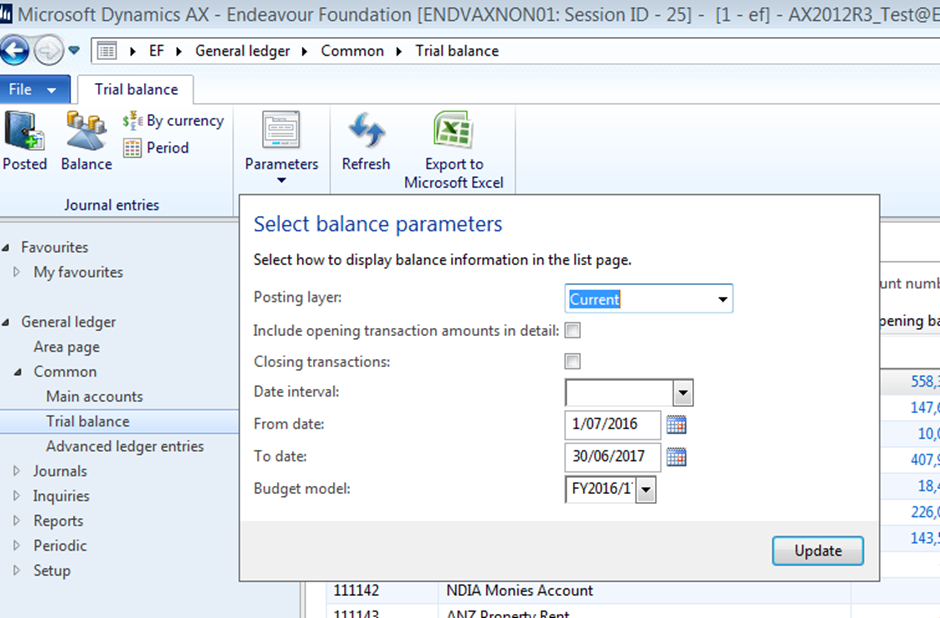 Microsoft Dynamics AX - Endeavour Foundation [ENDVAXNON01: Session ID - 25] - [1 - ef] - AX2012R3_Test@E
EF General ledger Common Trial balance
File Trial balance
Posted
Balance
By currency
Period
Journal entries
Parameters
Refresh
Export to
Microsoft Excel
Favourites
My favourites
General ledger
Area page
Common
Main accounts
Trial balance
Advanced ledger entries
Journals
Inquiries
Reports
Periodic
Setup
Select balance parameters
Select how to display balance information in the list page.
Posting layer: Current
Include opening transaction amounts in detail:
Closing transactions:
Date interval:
From date: 1/07/2016
To date: 30/06/2017
Budget model: FY2016/1
Update
unt numb
pening ba
558,3
147,6
10,0
407,9
18,4
226,0
143,5
111142 NDIA Monies Account
111143 ANZ Property Rent